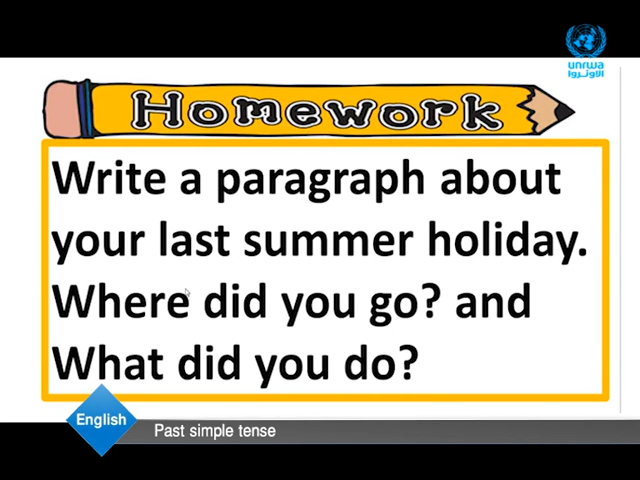 unrwa
الأونروا
Homework
Write a paragraph about
your last summer holiday.
Where did you go? and
What did you do?
English
Past simple tense